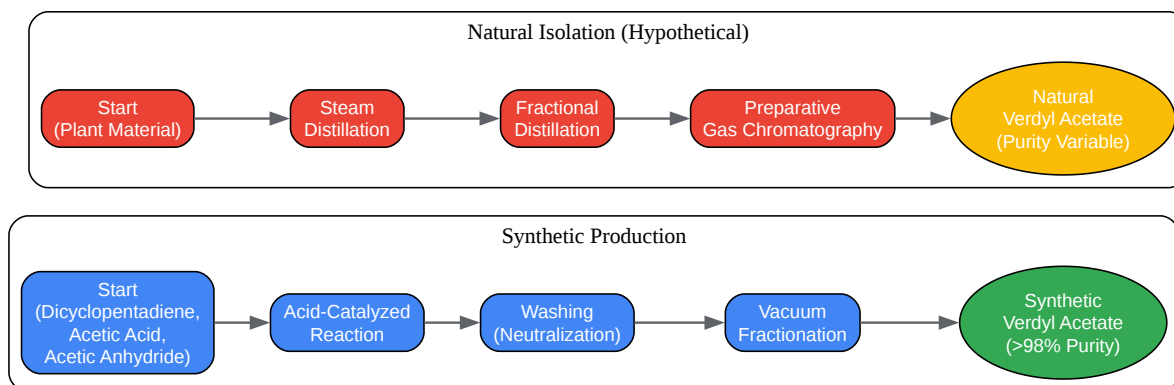 Natural Isolation (Hypothetical)
Start
(Plant Material)
Steam
Distillation
Fractional
Distillation
Preparative
Gas Chromatography
Natural
Verdyl Acetate
(Purity Variable)
Synthetic Production
Start
(Dicyclopentadiene,
Acetic Acid,
Acetic Anhydride)
Acid-Catalyzed
Reaction
Washing
(Neutralization)
Vacuum
Fractionation
Synthetic
Verdyl Acetate
(>98% Purity)